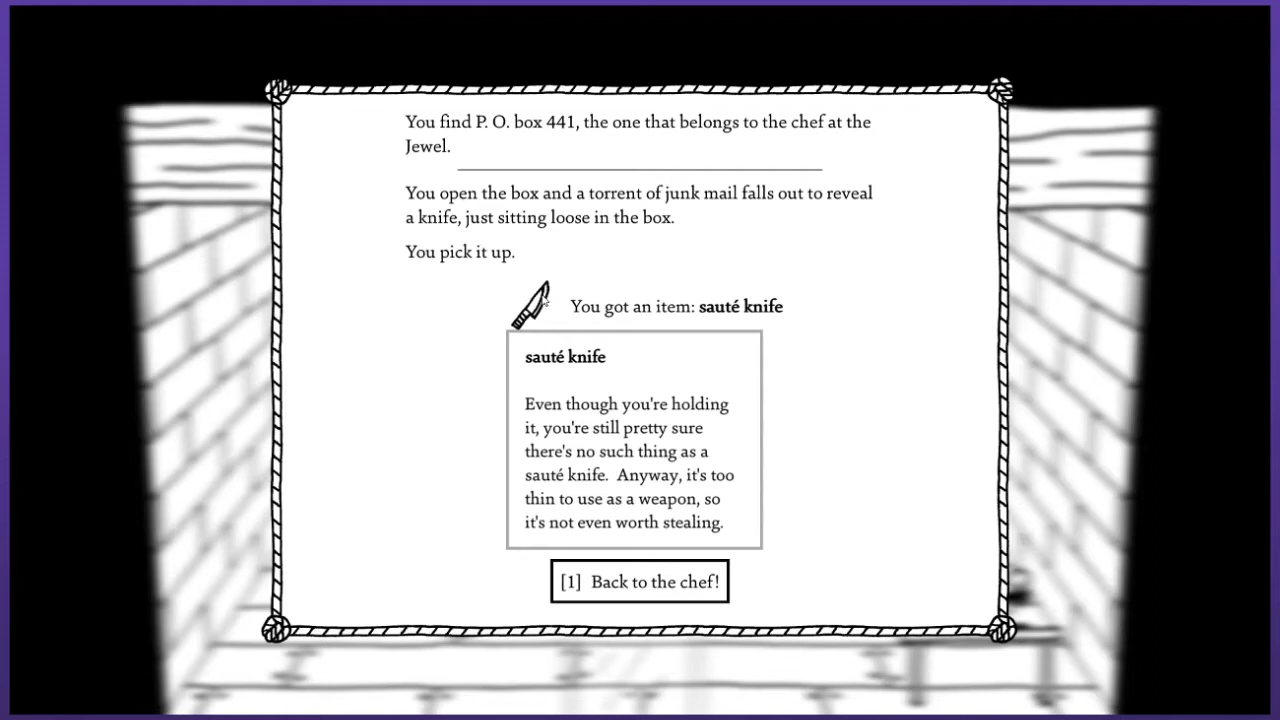 You find P. O. box 441, the one that belongs to the chef at the
Jewel.
You open the box and a torrent of junk mail falls out to reveal
a knife, just sitting loose in the box.
You pick it up.
You got an item: sauté knife
sauté knife
Even though you're holding
it, you're still pretty sure
there's no such thing as a
sauté knife.  Anyway, it's too
thin to use as a weapon, so
it's not even worth stealing.
[1]  Back to the chef!